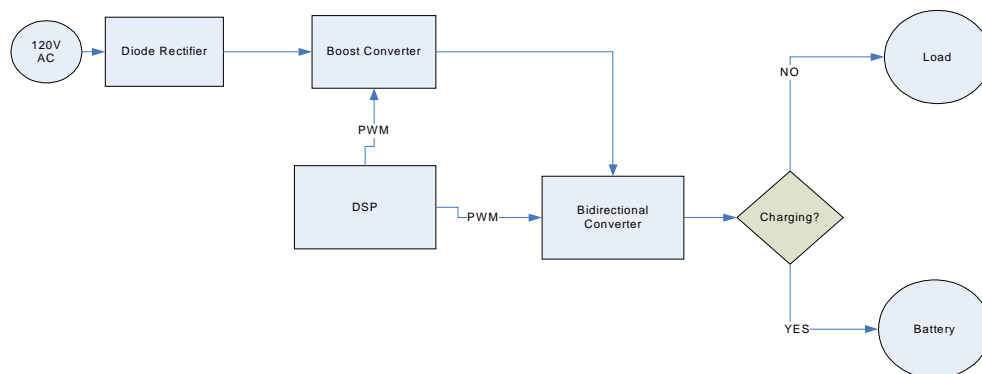 120V
AC
Diode Rectifier
Boost Converter
Load
NO
PWM
DSP
PWM
Bidirectional
Converter
Charging?
YES
Battery